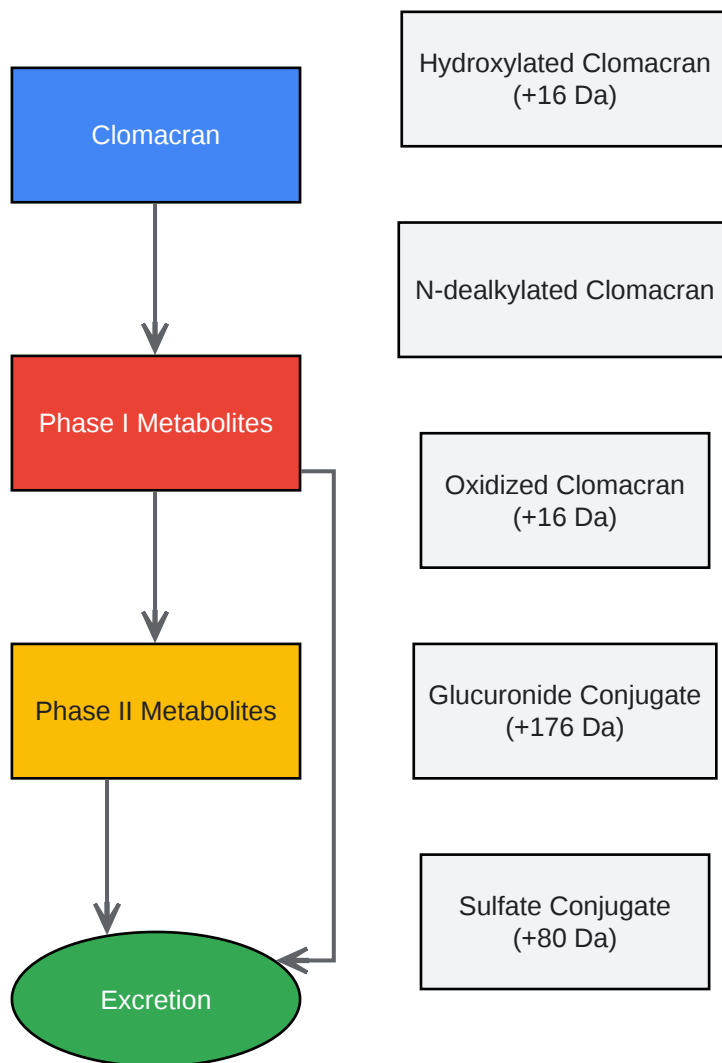 Clomacran
Phase I Metabolites
Phase II Metabolites
Excretion
Hydroxylated Clomacran
(+16 Da)
N-dealkylated Clomacran
Oxidized Clomacran
(+16 Da)
Glucuronide Conjugate
(+176 Da)
Sulfate Conjugate
(+80 Da)